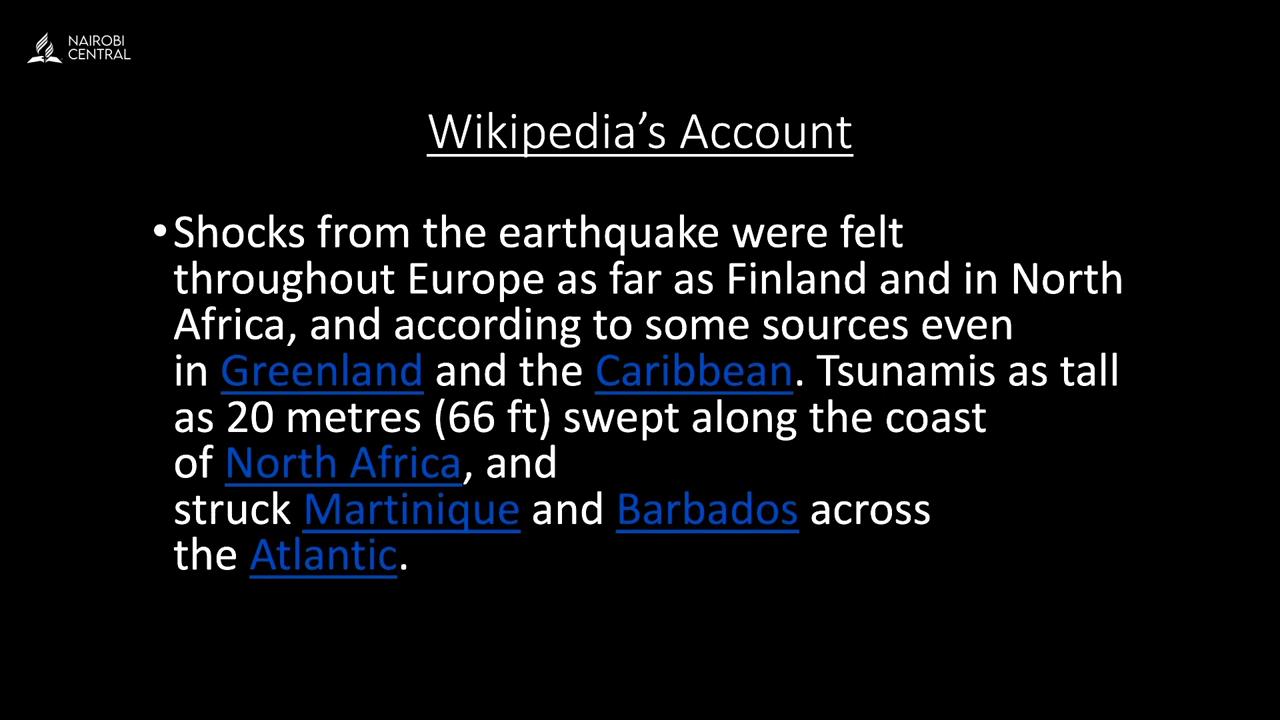 NAIROBI
CENTRAL
Wikipedia’s Account
•Shocks from the earthquake were felt
throughout Europe as far as Finland and in North
Africa, and according to some sources even
in Greenland and the Caribbean. Tsunamis as tall
as 20 metres (66 ft) swept along the coast
of North Africa, and
struck Martinique and Barbados across
the Atlantic.